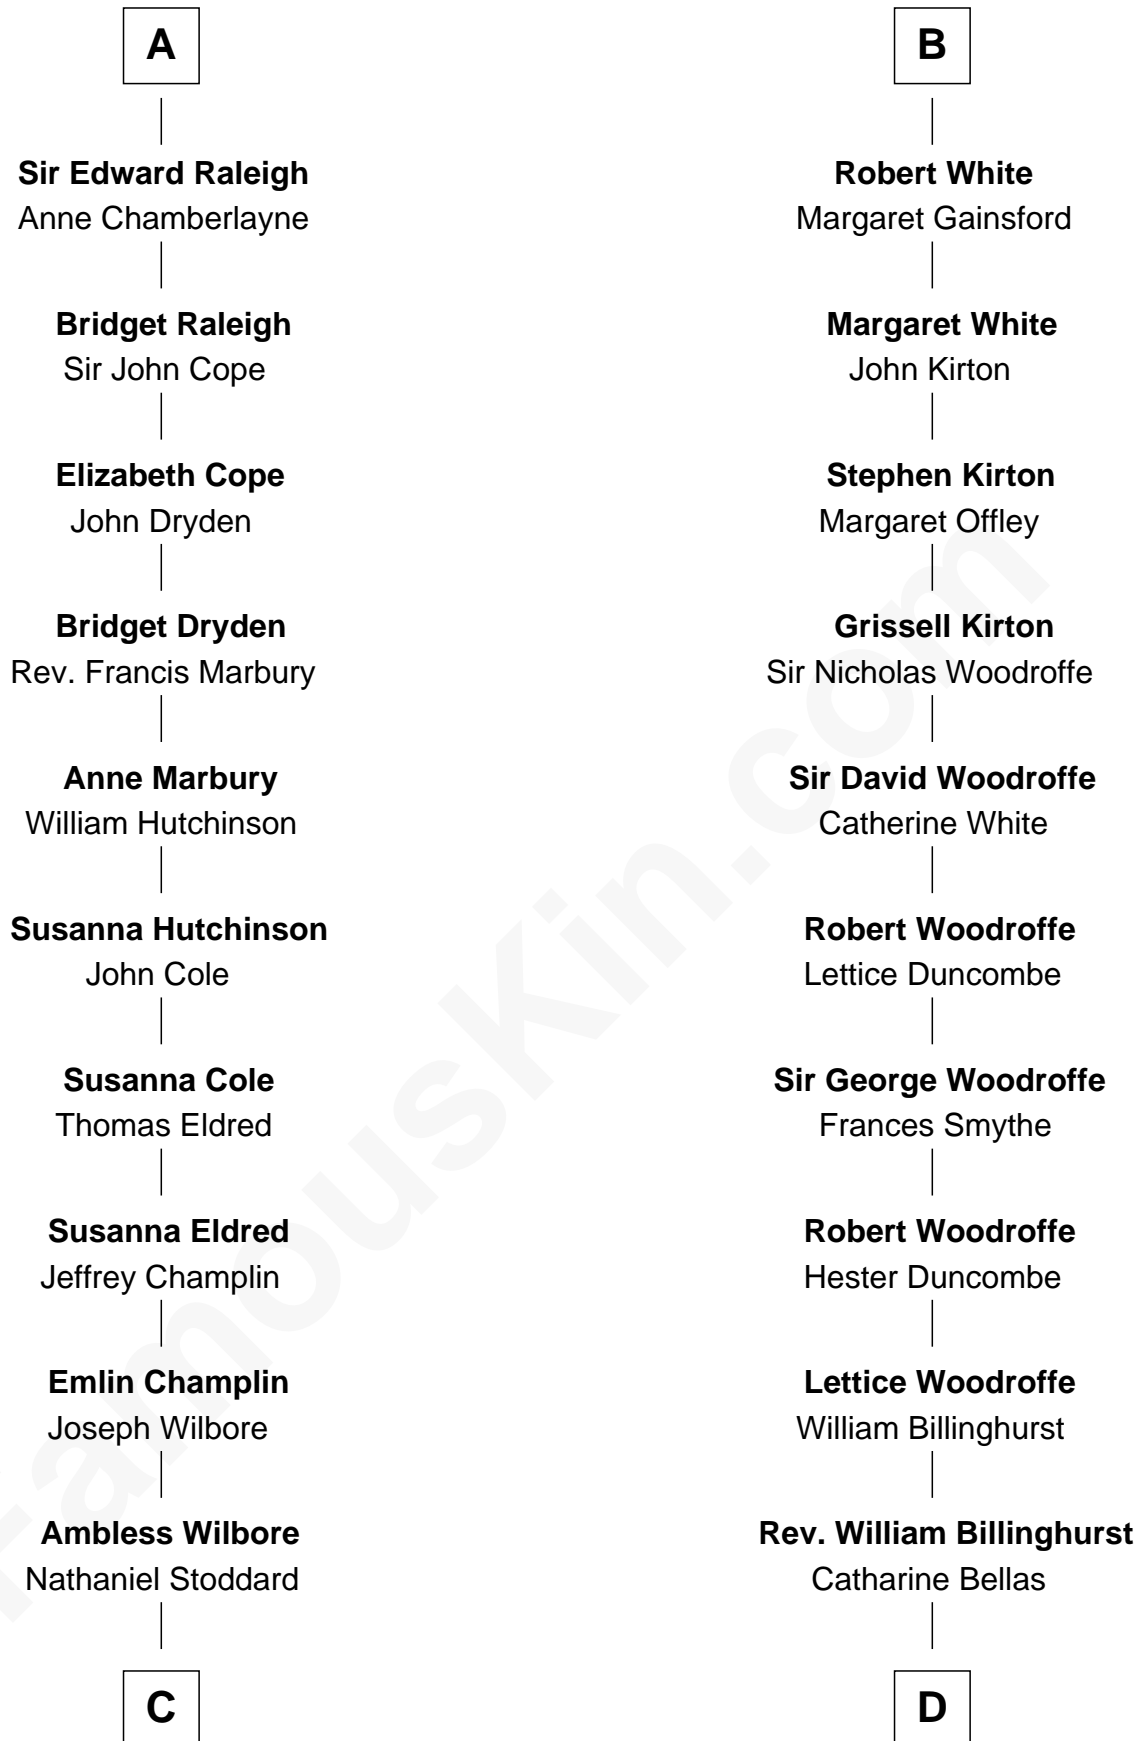 A
Sir Edward Raleigh
Anne Chamberlayne
Bridget Raleigh
Sir John Cope
Elizabeth Cope
John Dryden
Bridget Dryden
Rev. Francis Marbury
Anne Marbury
William Hutchinson
Susanna Hutchinson
John Cole
Susanna Cole
Thomas Eldred
Susanna Eldred
Jeffrey Champlin
Emlin Champlin
Joseph Wilbore
Ambless Wilbore
Nathaniel Stoddard
C
B
Robert White
Margaret Gainsford
Margaret White
John Kirton
Stephen Kirton
Margaret Offley
Grissell Kirton
Sir Nicholas Woodroffe
Sir David Woodroffe
Catherine White
Robert Woodroffe
Lettice Duncombe
Sir George Woodroffe
Frances Smythe
Robert Woodroffe
Hester Duncombe
Lettice Woodroffe
William Billinghurst
Rev. William Billinghurst
Catharine Bellas
D
FamousKin.com